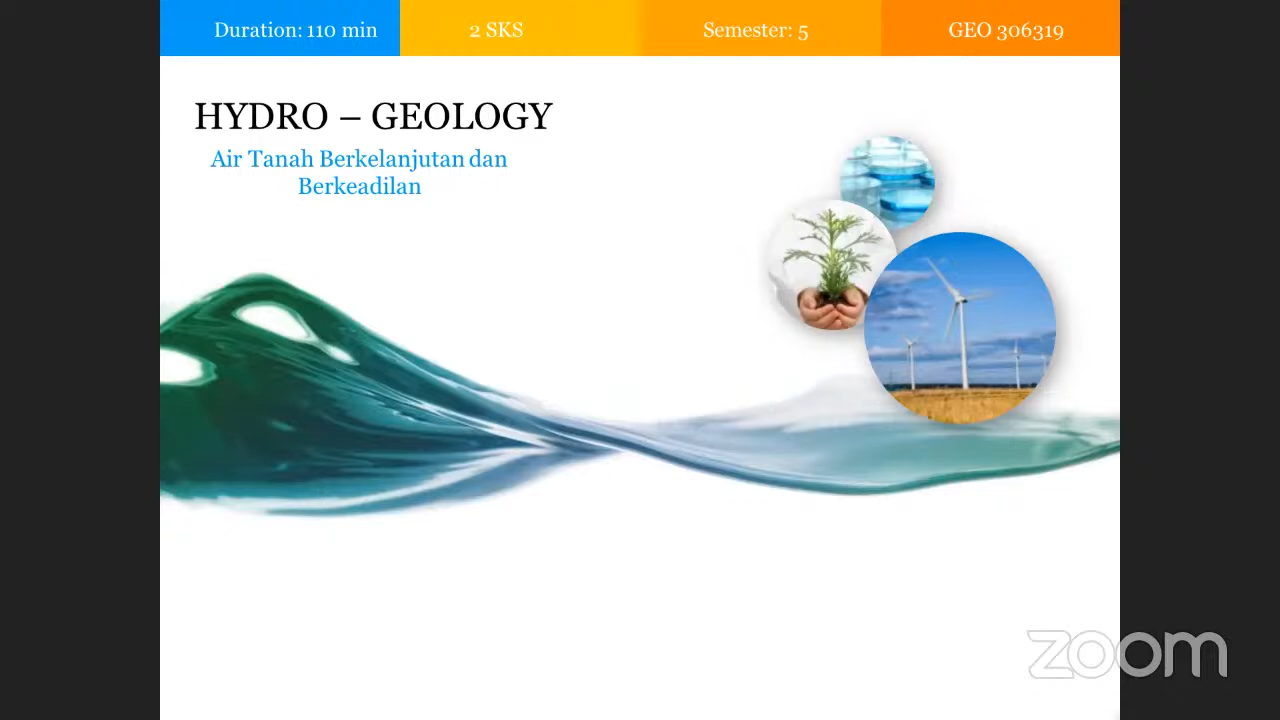 Duration: 110 min
2 SKS
Semester: 5
GEO 306319
HYDRO – GEOLOGY
Air Tanah Berkelanjutan dan
Berkeadilan
zoom